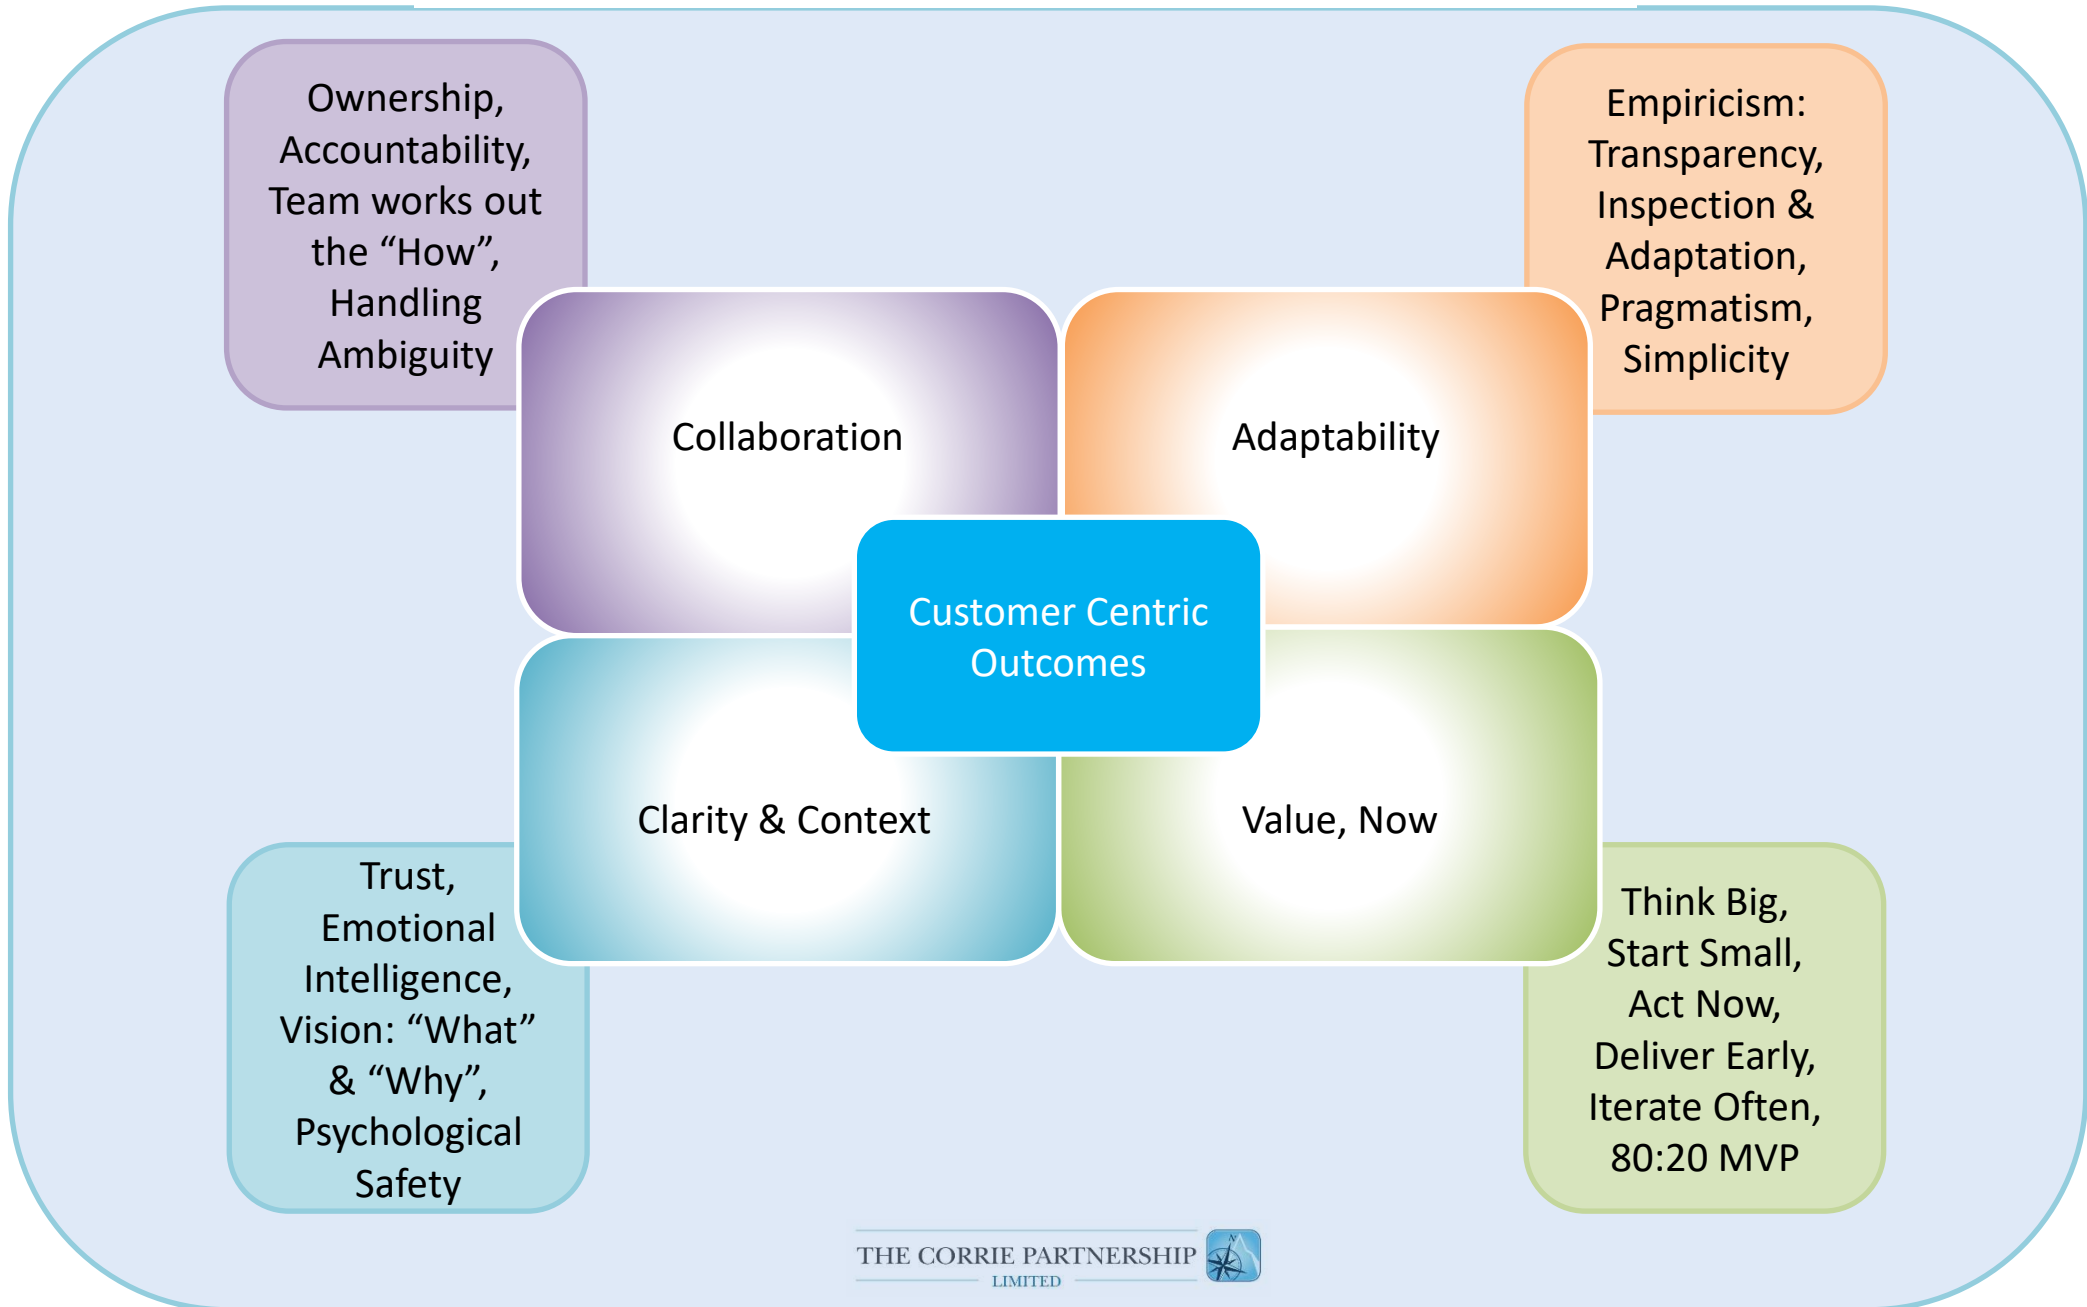 Ownership,
Accountability,
Team works out
the “How”,
Handling
Ambiguity
Empiricism:
Transparency,
Inspection &
Adaptation,
Pragmatism,
Simplicity
Collaboration
Adaptability
Customer Centric
Outcomes
Clarity & Context
Value, Now
Trust,
Emotional
Intelligence,
Vision: “What”
& “Why”,
Psychological
Safety
Think Big,
Start Small,
Act Now,
Deliver Early,
Iterate Often,
80:20 MVP
THE CORRIE PARTNERSHIP
LIMITED
N